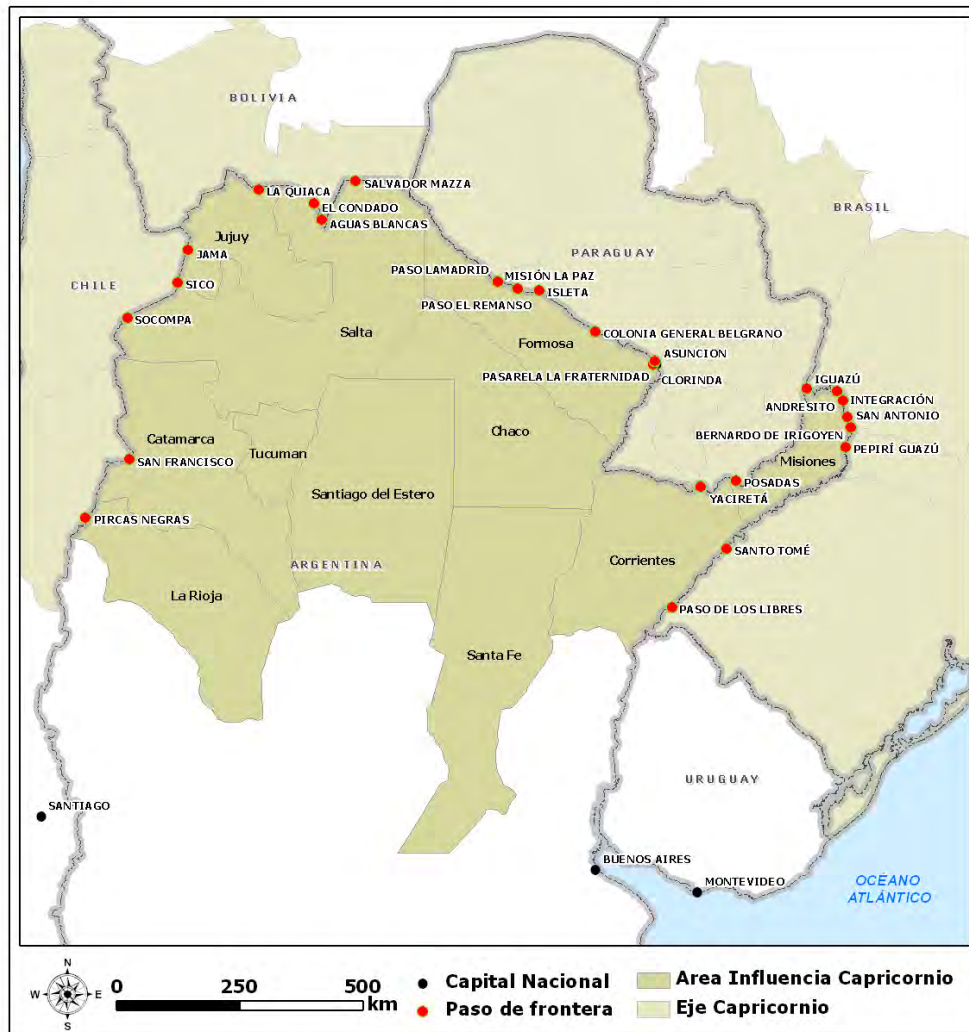 BOLIVIA
SALVADOR MAZZA
LA QUIACA
EL CONDADO
AGUAS BLANCAS
BRASIL
Jujuy
JAMA
PARAGUAY
PASO LAMADRID
MISIÓN LA PAZ
SICO
CHILE
ISLETA
PASO EL REMANSO
SOCOMPA
Salta
Formosa
COLONIA GENERAL BELGRANO
ASUNCION
PASARELA LA FRATERNIDAD
CLORINDA
IGUAZÚ
ANDRESITO
INTEGRACIÓN
SAN ANTONIO
Chaco
BERNARDO DE IRIGOYEN
Catamarca
Tucuman
PEPIRÍ GUAZÚ
SAN FRANCISCO
Misiones
POSADAS
Santiago del Estero
YACIRETÁ
PIRCAS NEGRAS
SANTO TOMÉ
ARGENTINA
Corrientes
La Rioja
PASO DE LOS LIBRES
Santa Fe
URUGUAY
SANTIAGO
BUENOS AIRES
OCÉANO
ATLÁNTICO
MONTEVIDEO
N
W
E
S
0
250
500
km
Capital Nacional
Paso de frontera
Area Influencia Capricornio
Eje Capricornio